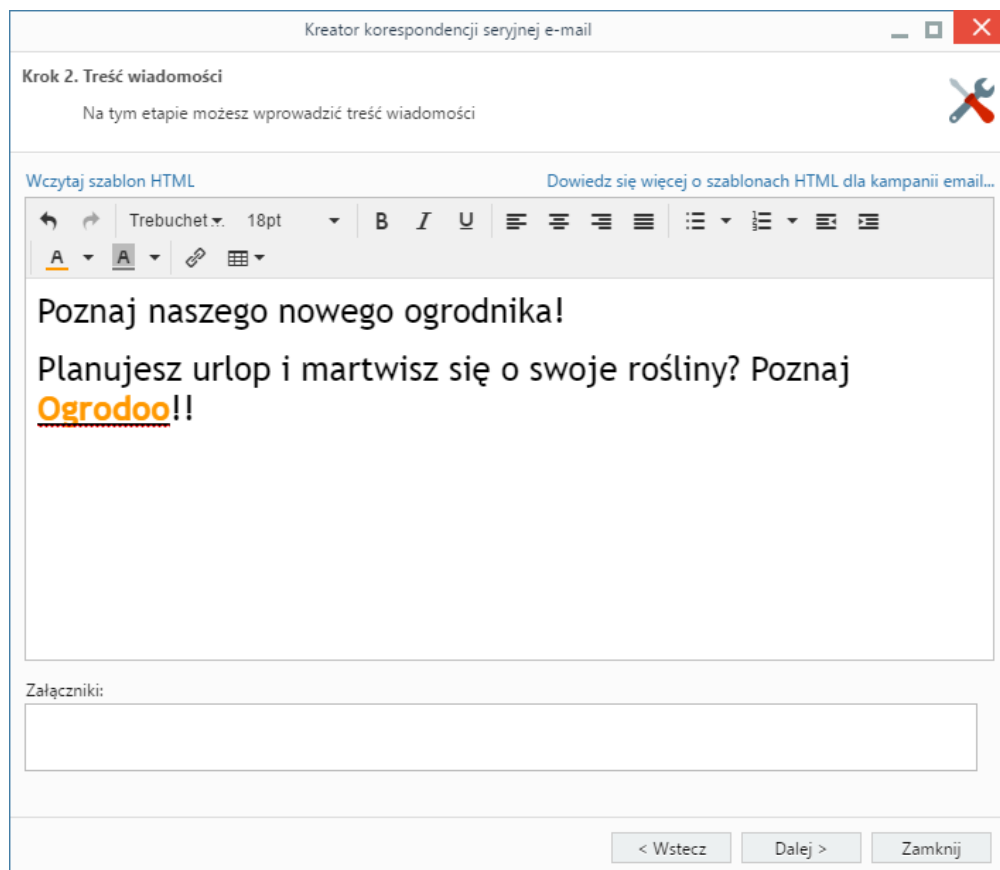 Kreator korespondencji seryjnej e-mail
Krok 2. Treść wiadomości
Na tym etapie możesz wprowadzić treść wiadomości
Wczytaj szablon HTML Dowiedz się więcej o szablonach HTML dla kampanii email...
Trebuchet ... 18pt B I U
A A
Poznaj naszego nowego ogrodnika!
Planujesz urlop i martwisz się o swoje rośliny? Poznaj
Ogrodoo!!
Załączniki:
< Wstecz Dalej > Zamknij